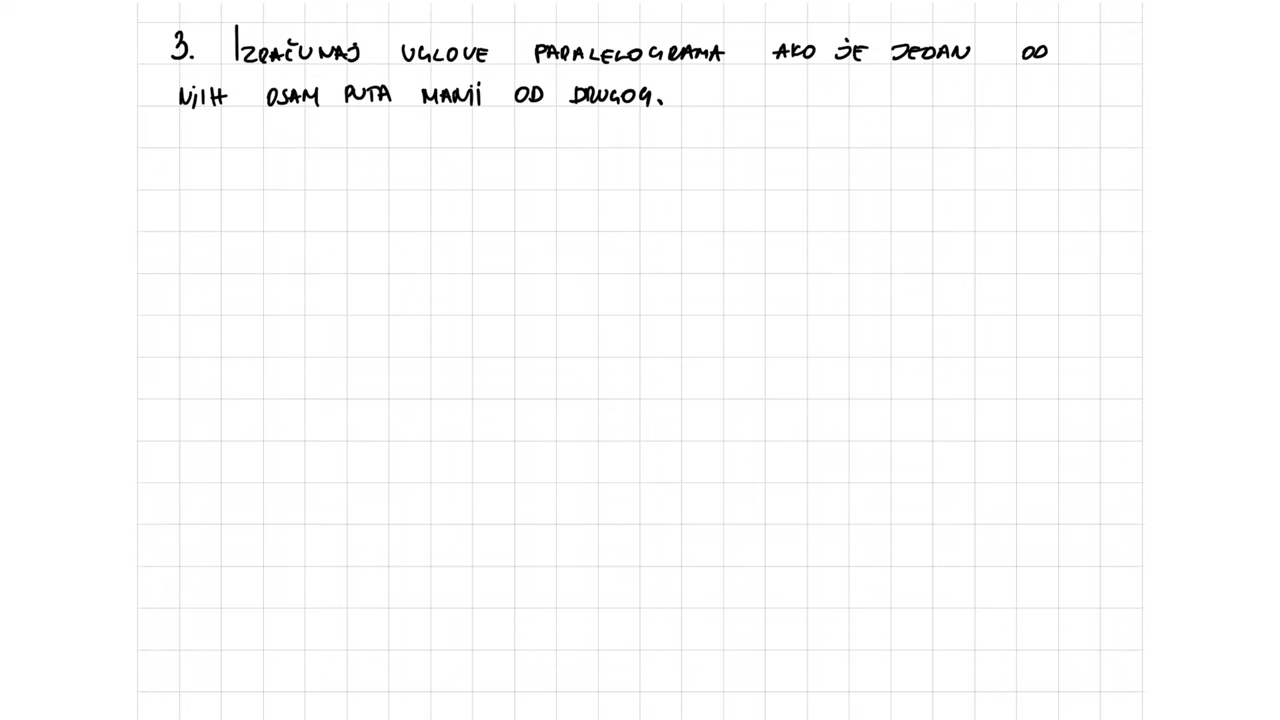 3. IZRAČUNAJ UGLOVE PARALELOGRAMA AKO JE JEDAN OD
NJIH OSAM PUTA MANJI OD DRUGOG.